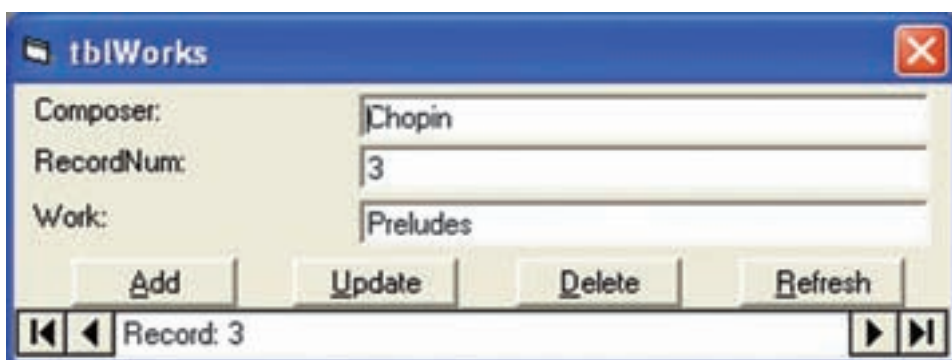 tblWorks
Composer: Chopin
RecordNum: 3
Work: Preludes
Add Update Delete Refresh
Record: 3